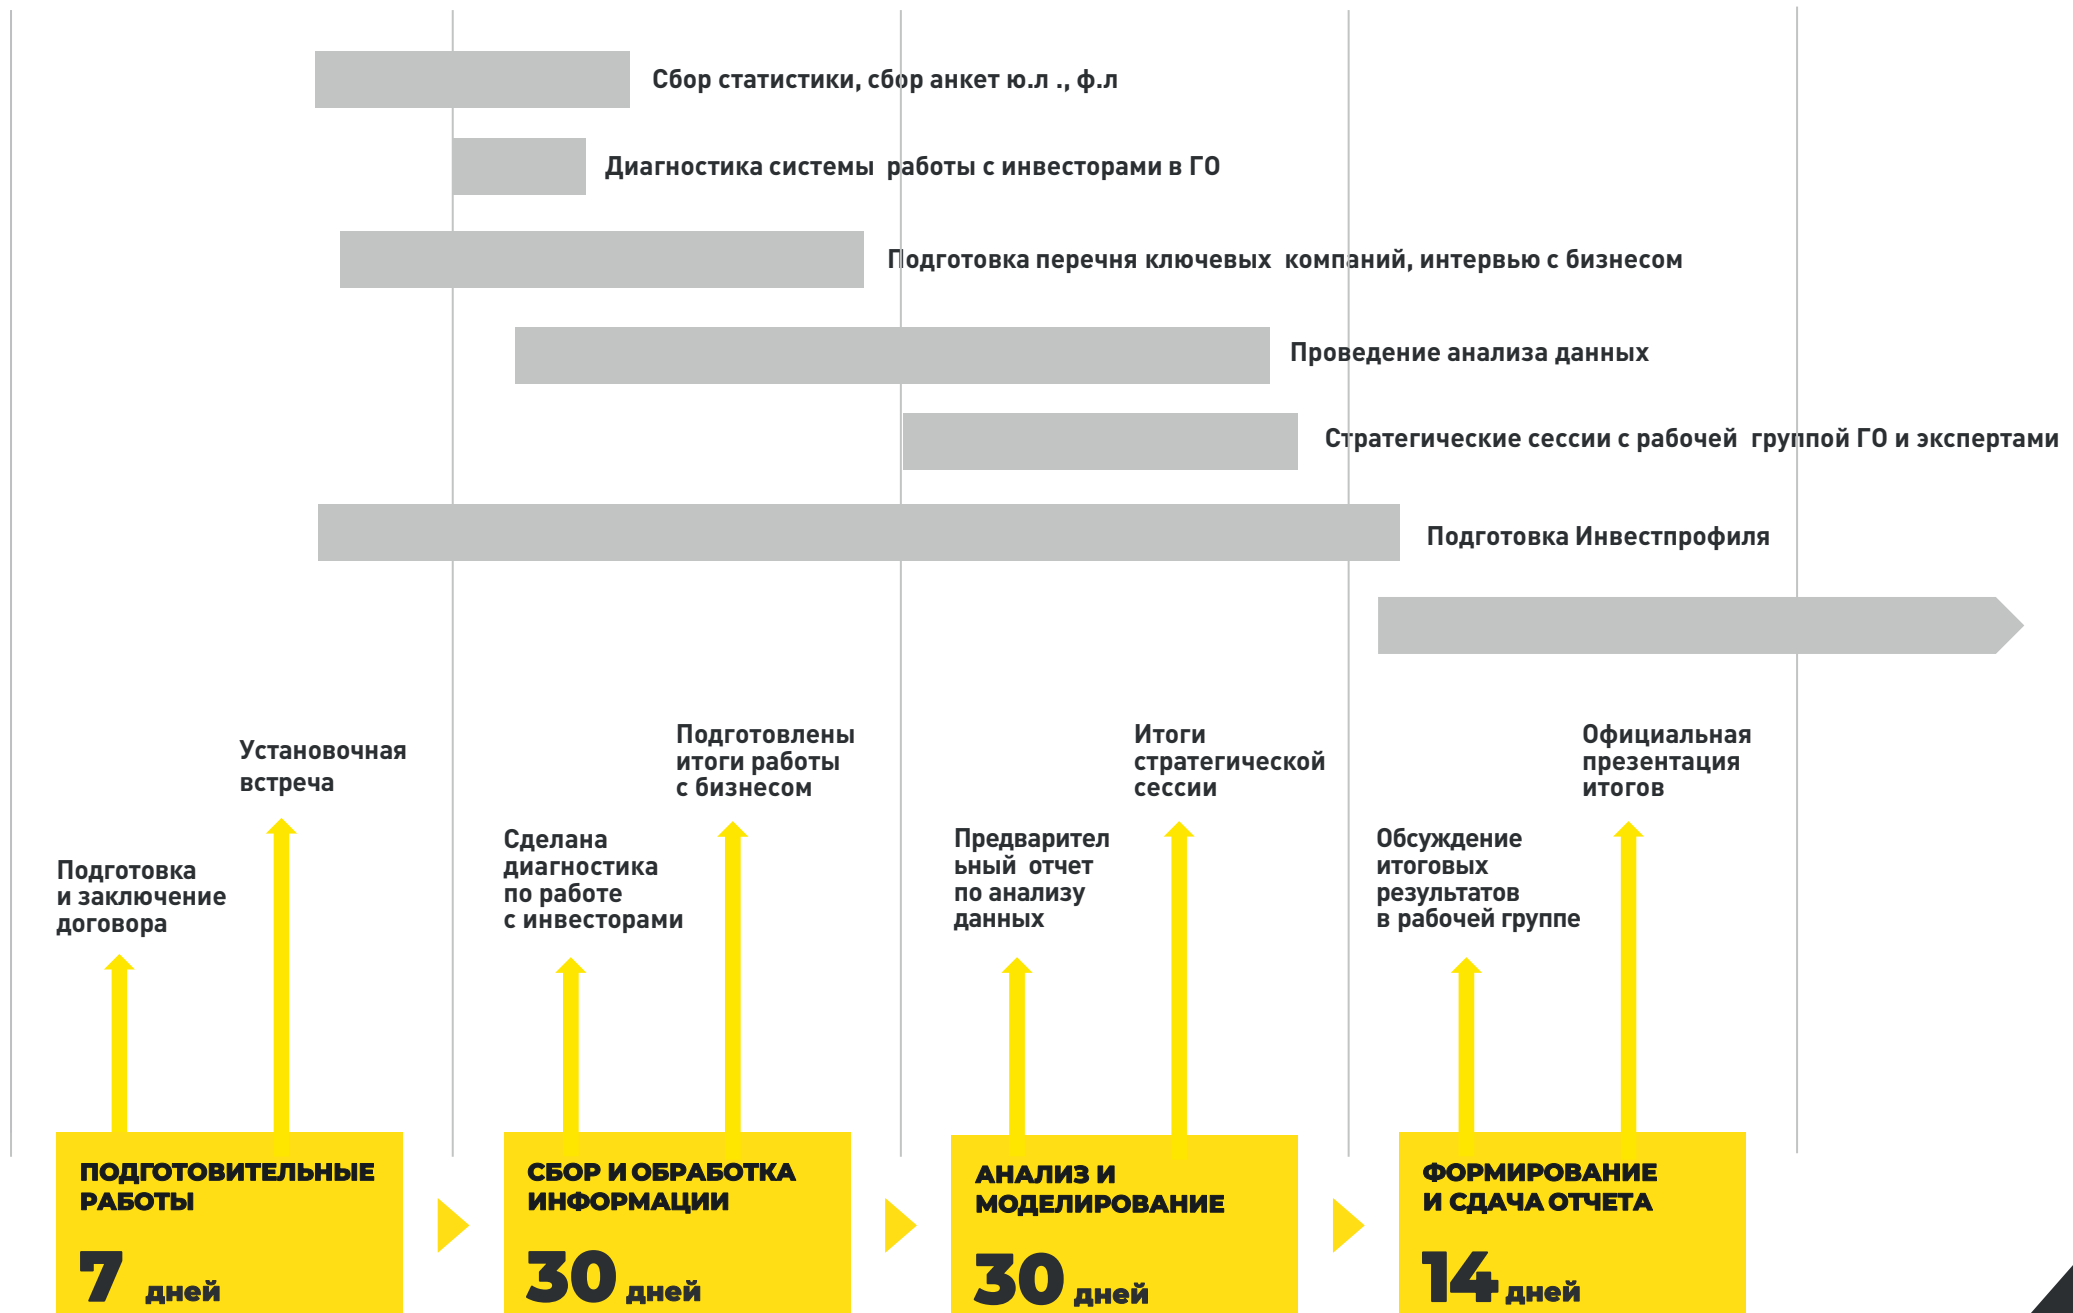 Сбор статистики, сбор анкет ю.л ., ф.л
Диагностика системы работы с инвесторами в ГО
Подготовка перечня ключевых компаний, интервью с бизнесом
Проведение анализа данных
Стратегические сессии с рабочей группой ГО и экспертами
Подготовка Инвестпрофиля
Подготовка
и заключение
договора
Установочная
встреча
Сделана
диагностика
по работе
с инвесторами
Подготовлены
итоги работы
с бизнесом
Предварител
ьный отчет
по анализу
данных
Итоги
стратегической
сессии
Обсуждение
итоговых
результатов
в рабочей группе
Официальная
презентация
итогов
ПОДГОТОВИТЕЛЬНЫЕ
РАБОТЫ
7 дней
СБОР И ОБРАБОТКА
ИНФОРМАЦИИ
30 дней
АНАЛИЗ И
МОДЕЛИРОВАНИЕ
30 дней
ФОРМИРОВАНИЕ
И СДАЧА ОТЧЕТА
14 дней